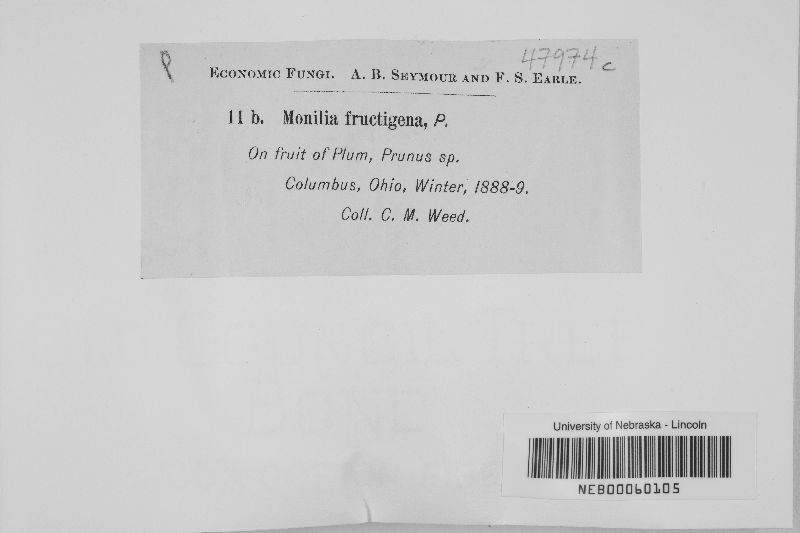 P
47974c
Economic Fungi. A. B. Seymour and F. S. Earle.
11 b. Monilia fructigena, P.
On fruit of Plum, Prunus sp.
Columbus, Ohio, Winter, 1888-9.
Coll. C. M. Weed.
University of Nebraska - Lincoln
NEB00060105